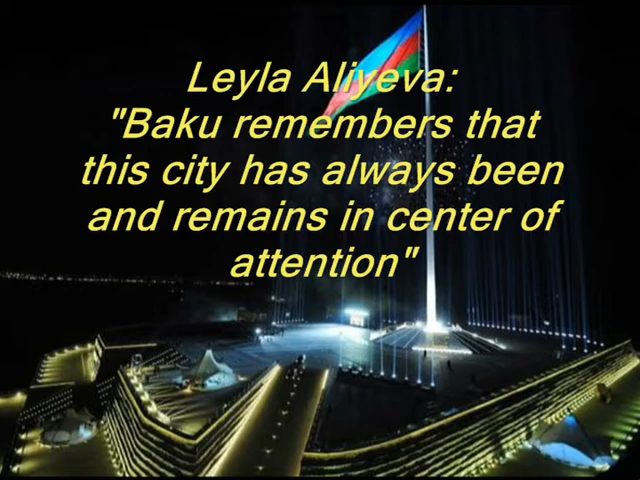 Leyla Aliyeva:
"Baku remembers that
this city has always been
and remains in center of
attention"